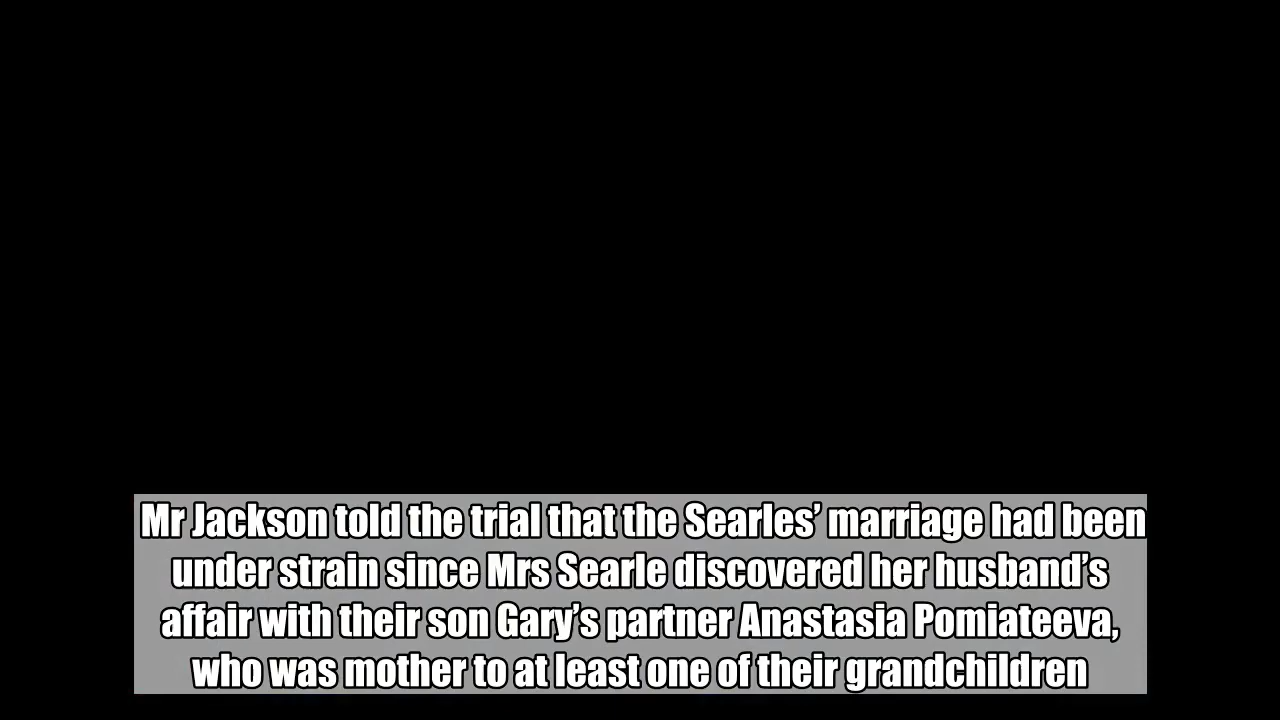 Mr Jackson told the trial that the Searles’ marriage had been
under strain since Mrs Searle discovered her husband’s
affair with their son Gary’s partner Anastasia Pomiateeva,
who was mother to at least one of their grandchildren